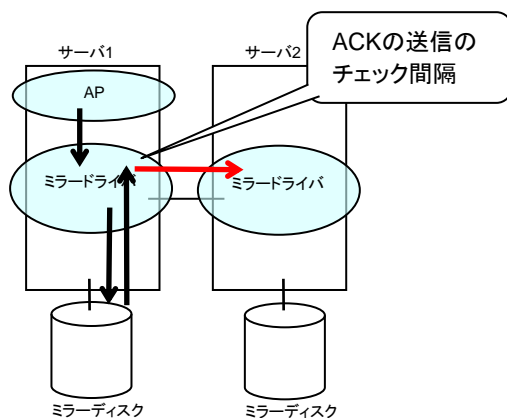 ACKの送信の
チェック間隔
サーバ1
サーバ2
AP
ミラードライバ
ミラードライバ
ミラーディスク
ミラーディスク